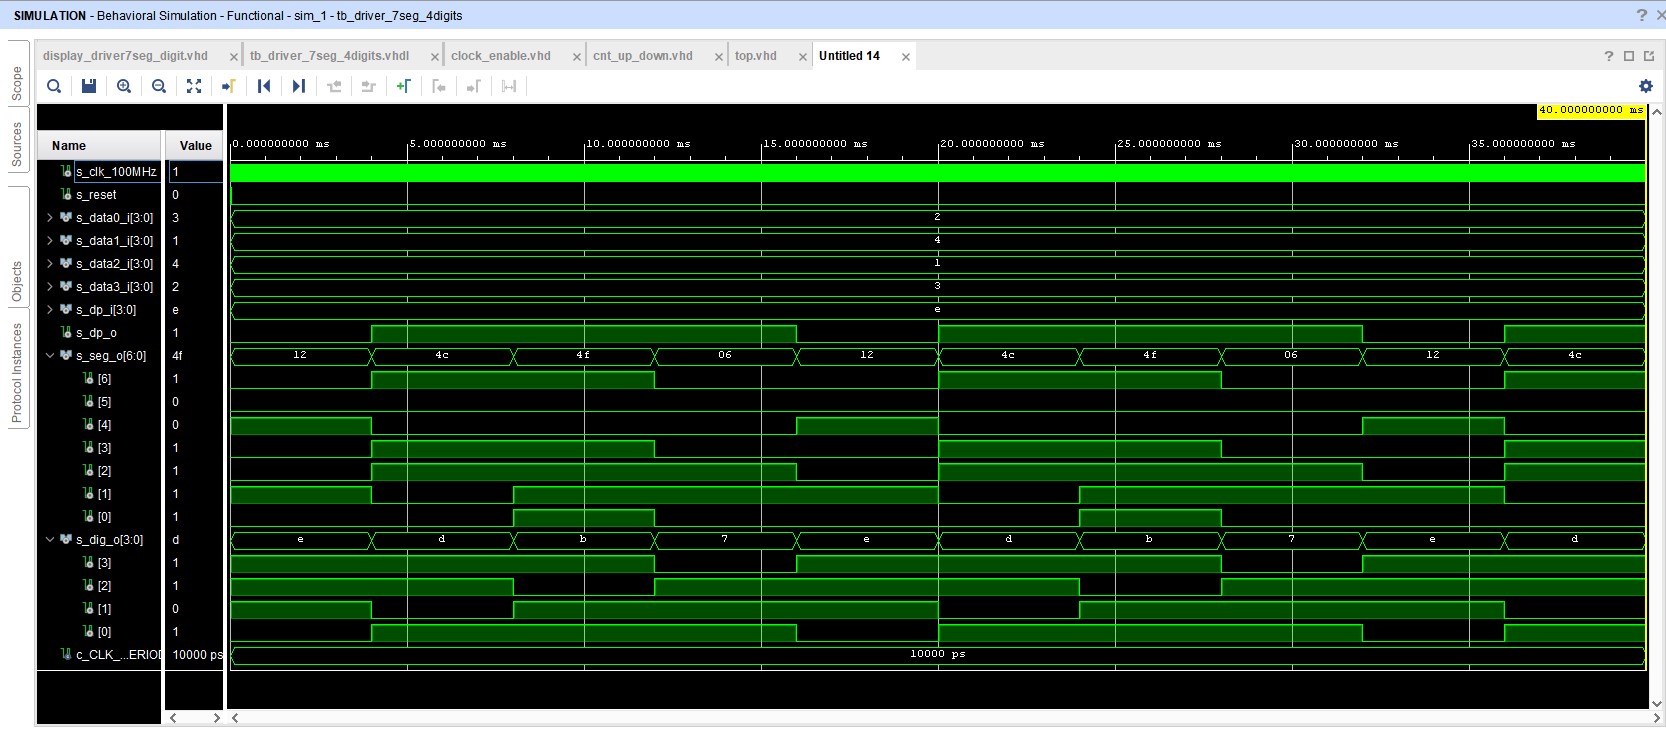 SIMULATION - Behavioral Simulation - Functional - sim_1 - tb_driver_7seg_4digits ? ×
display_driver7seg_digit.vhd × tb_driver_7seg_4digits.vhdl × clock_enable.vhd × cnt_up_down.vhd × top.vhd × Untitled 14 × ?
Scope
Sources
Objects
Protocol Instances
40.000000000 ms
Name Value 0.000000000 ms 5.000000000 ms 10.000000000 ms 15.000000000 ms 20.000000000 ms 25.000000000 ms 30.000000000 ms 35.000000000 ms
s_clk_100MHz 1
s_reset 0
s_data0_i[3:0] 3 2
s_data1_i[3:0] 1 4
s_data2_i[3:0] 4 1
s_data3_i[3:0] 2 3
s_dp_i[3:0] e e
s_dp_o 1
s_seg_o[6:0] 4f 12 4c 4f 06 12 4c 4f 06 12 4c
[6] 1
[5] 0
[4] 0
[3] 1
[2] 1
[1] 1
[0] 1
s_dig_o[3:0] d e d b 7 e d b 7 e d
[3] 1
[2] 1
[1] 0
[0] 1
c_CLK_...ERIOD 10000 ps 10000 ps